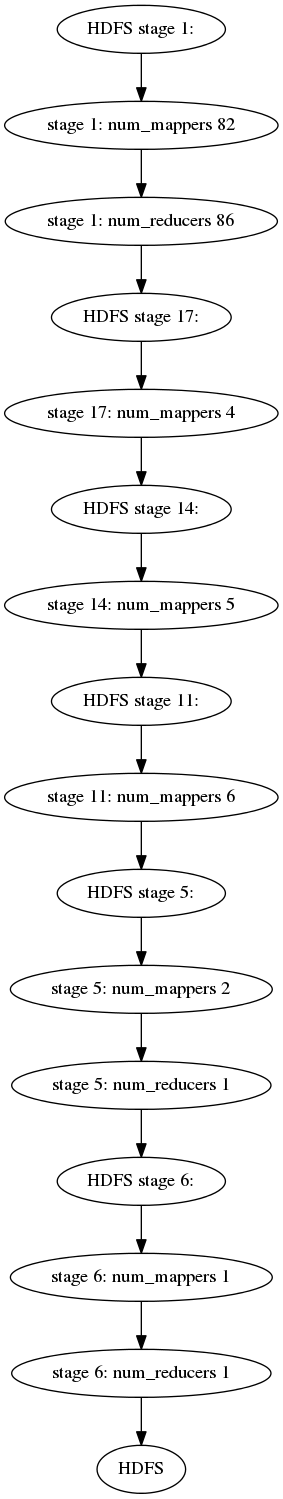 HDFS stage 1:
stage 1: num_mappers 82
stage 1: num_reducers 86
HDFS stage 17:
stage 17: num_mappers 4
HDFS stage 14:
stage 14: num_mappers 5
HDFS stage 11:
stage 11: num_mappers 6
HDFS stage 5:
stage 5: num_mappers 2
stage 5: num_reducers 1
HDFS stage 6:
stage 6: num_mappers 1
stage 6: num_reducers 1
HDFS